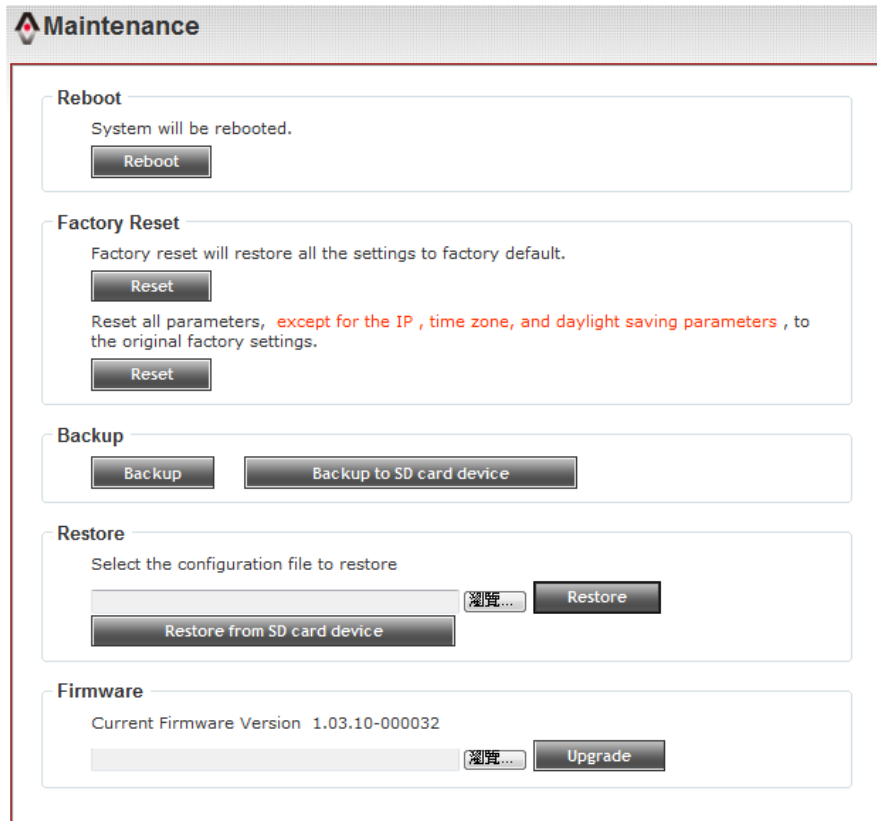 Maintenance
Reboot
System will be rebooted.
Reboot
Factory Reset
Factory reset will restore all the settings to factory default.
Reset
Reset all parameters, except for the IP , time zone, and daylight saving parameters , to
the original factory settings.
Reset
Backup
Backup Backup to SD card device
Restore
Select the configuration file to restore
瀏覽... Restore
Restore from SD card device
Firmware
Current Firmware Version 1.03.10-000032
瀏覽... Upgrade